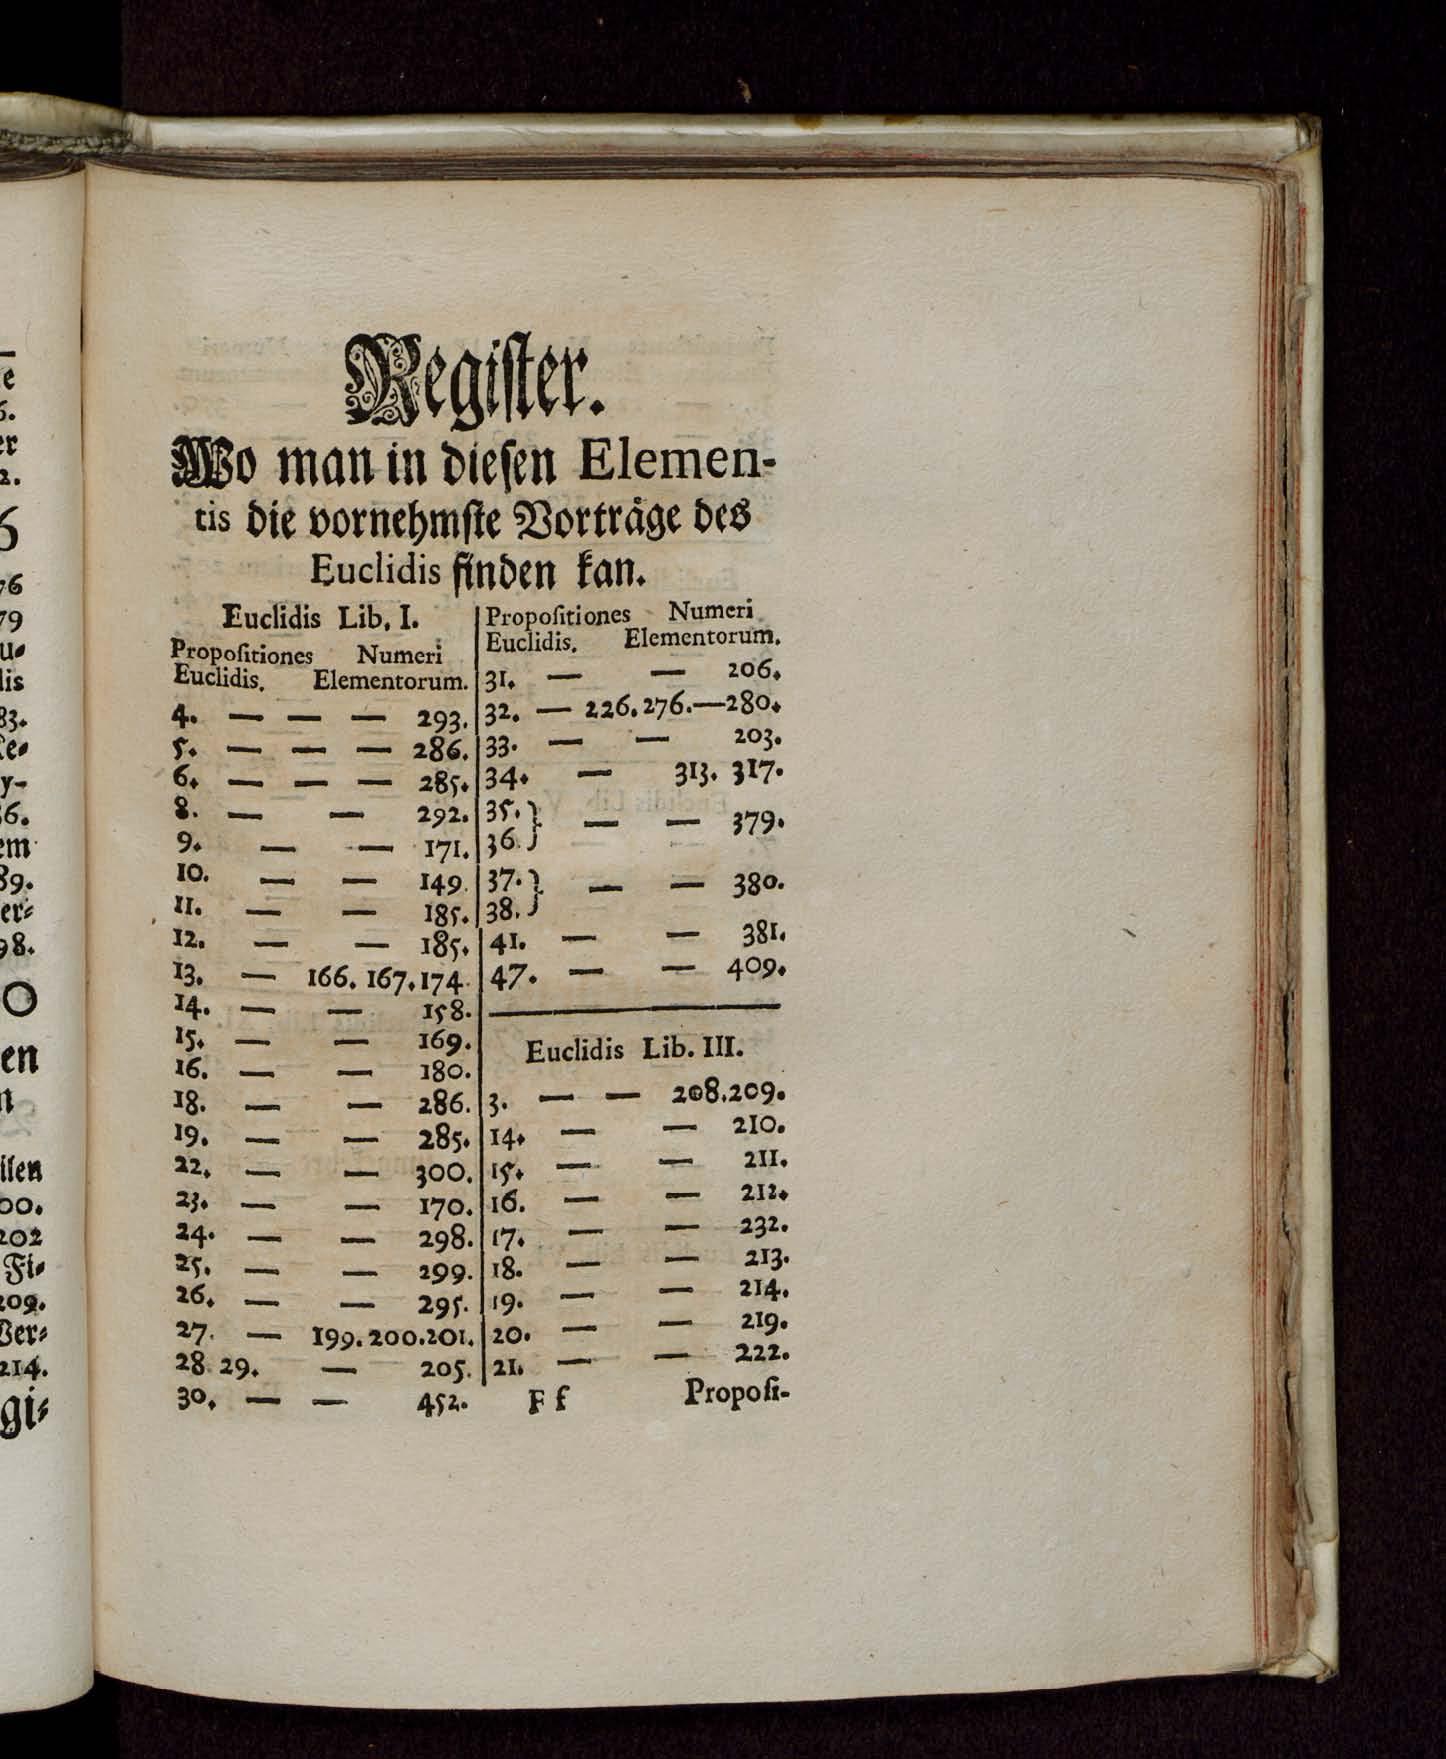 Register.
Wo man in diesen Elemen-
tis die vornehmste Vorträge des
Euclidis finden kan.
Euclidis Lib. I.
Propositiones Numeri
Euclidis. Elementorum.
4. — — — 293.
5. — — — 286.
6. — — — 285.
8. — — 292.
9. — — 171.
10. — — 149.
11. — — 185.
12. — — 185.
13. — 166. 167. 174.
14. — — 158.
15. — — 169.
16. — — 180.
18. — — 286.
19. — — 285.
22. — — 300.
23. — — 170.
24. — — 298.
25. — — 299.
26. — — 295.
27. — 199. 200. 201.
28. 29. — 205.
30. — — 452.
Propositiones Numeri
Euclidis. Elementorum.
31. — — 206.
32. — 226. 276. — 280.
33. — — 203.
34. — 313. 317.
35. }
36. } — — 379.
37. }
38. } — — 380.
41. — — 381.
47. — — 409.
Euclidis Lib. III.
3. — — 208. 209.
14. — — 210.
15. — — 211.
16. — — 212.
17. — — 232.
18. — — 213.
19. — — 214.
20. — — 219.
21. — — 222.
F f Proposi-